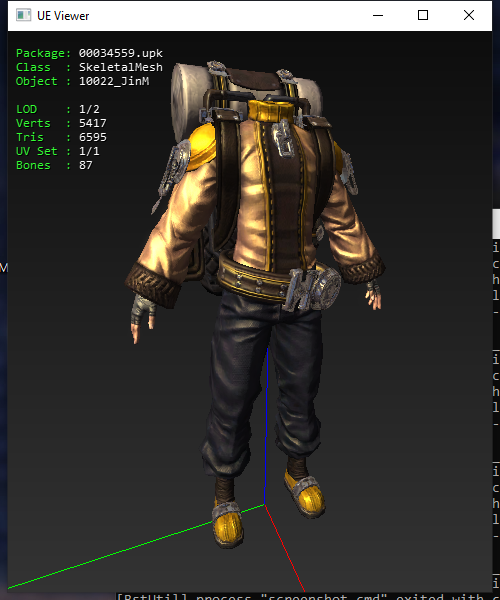 UE Viewer
Package: 00034559.upk
Class : SkeletalMesh
Object : 10022_JinM
LOD : 1/2
Verts : 5417
Tris : 6595
UV Set : 1/1
Bones : 87
M
i
c
h
l
-
i
c
h
l
-
i
c
h
l
-
i
[BstUtil] process "screenshot.cmd" exited with c